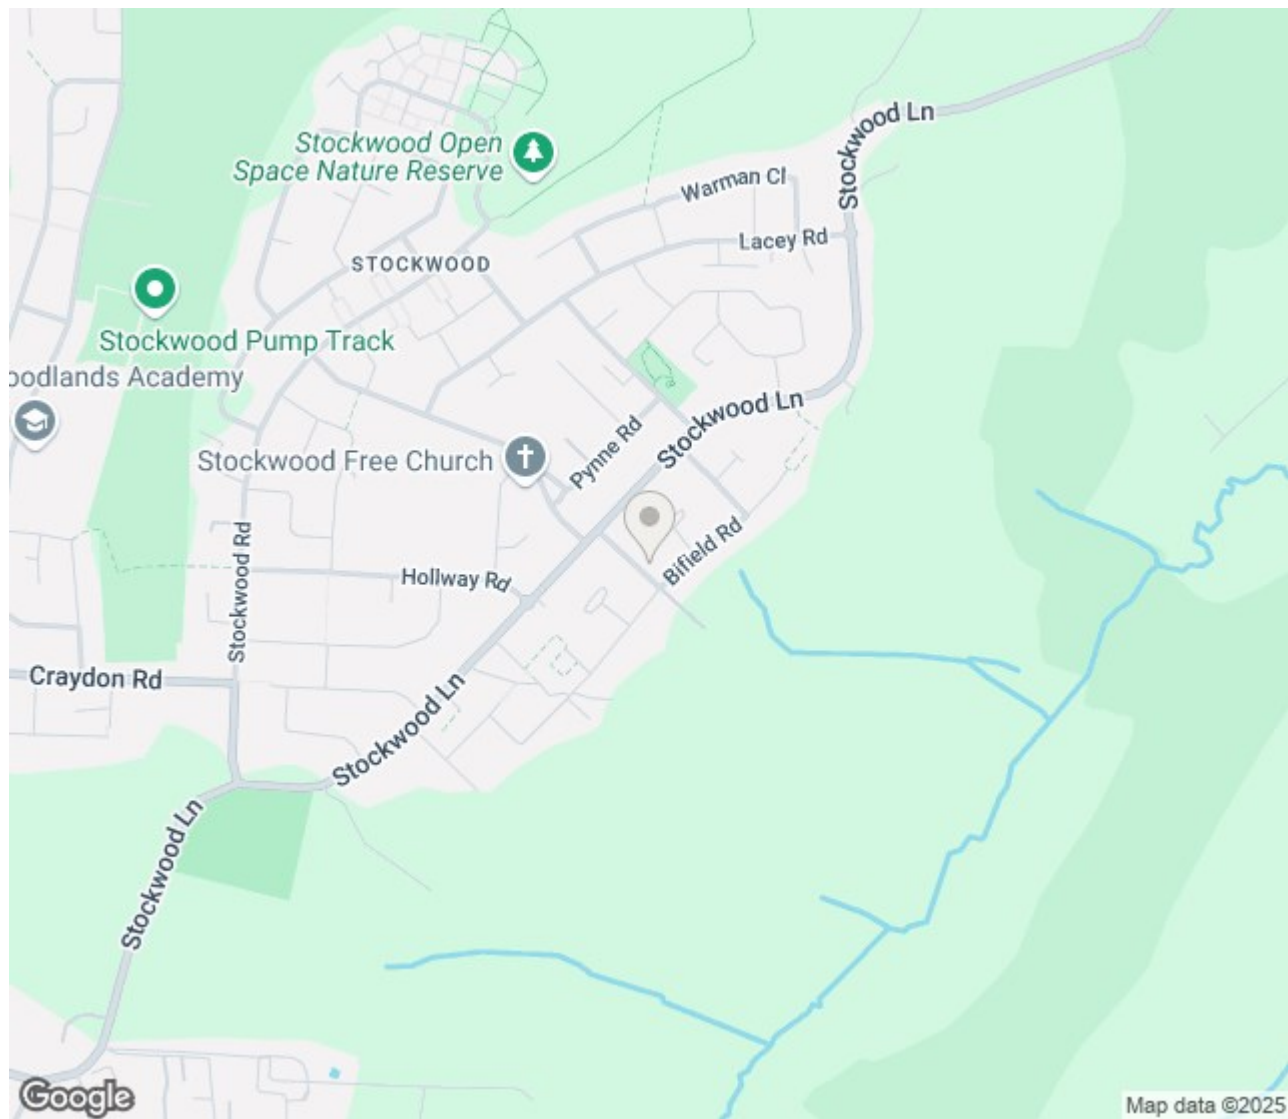 Stockwood Ln
Stockwood Open
Space Nature Reserve
Warman Cl
Stockwood Ln
Lacey Rd
STOCKWOOD
Stockwood Pump Track
oodlands Academy
Stockwood Ln
Pynne Rd
Stockwood Free Church
Stockwood Rd
Bifield Rd
Hollway Rd
Craydon Rd
Stockwood Ln
Stockwood Ln
Google
Map data ©2025